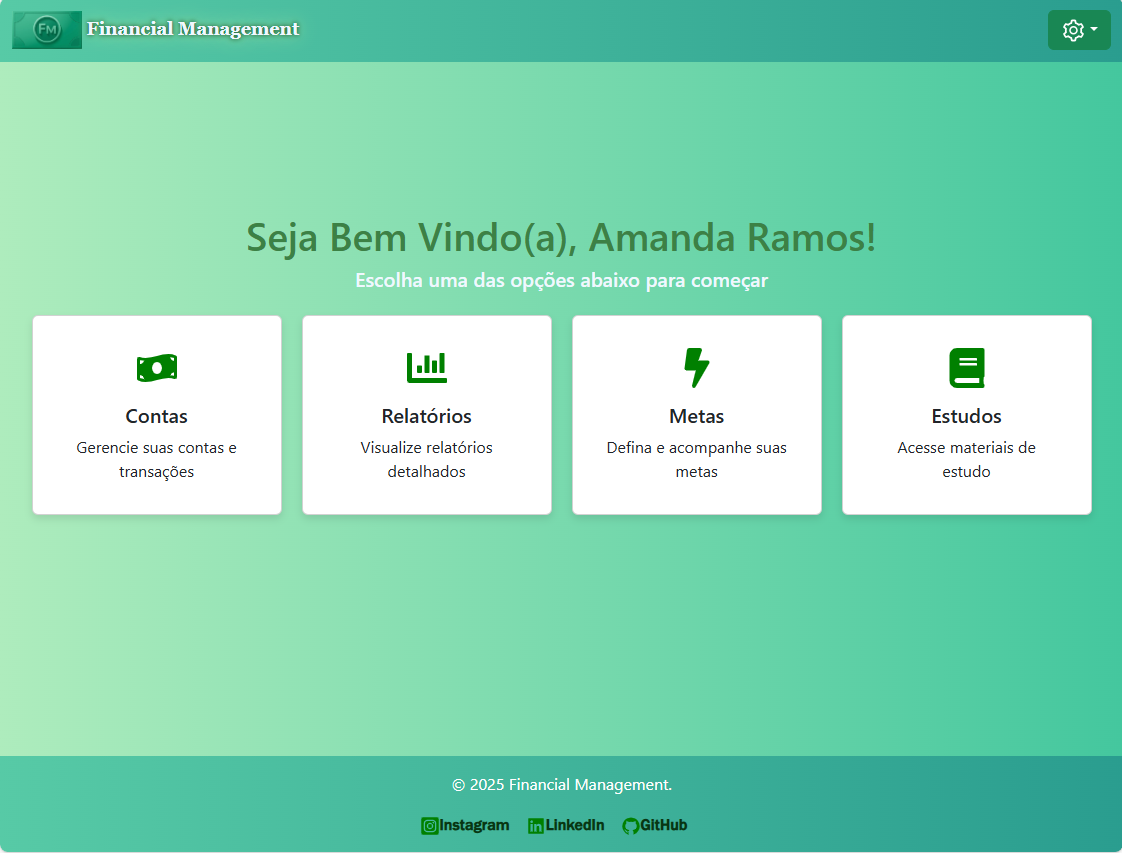 FM
Financial Management
Seja Bem Vindo(a), Amanda Ramos!
Escolha uma das opções abaixo para começar
Contas
Gerencie suas contas e
transações
Relatórios
Visualize relatórios
detalhados
Metas
Defina e acompanhe suas
metas
Estudos
Acesse materiais de
estudo
© 2025 Financial Management.
Instagram LinkedIn GitHub